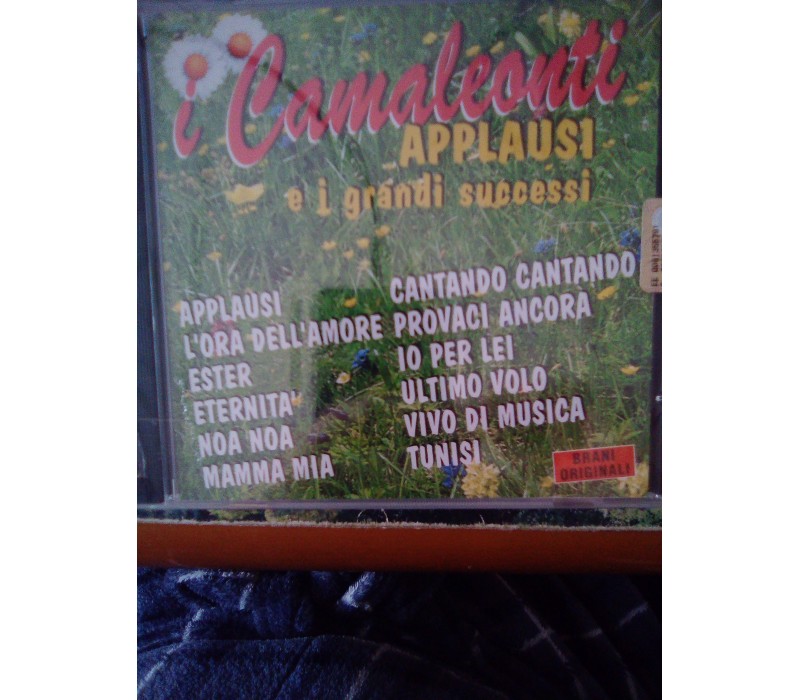 i Camaleonti
APPLAUSI
e i grandi successi
APPLAUSI
L'ORA DELL'AMORE
ESTER
ETERNITA'
NOA NOA
MAMMA MIA
CANTANDO CANTANDO
PROVACI ANCORA
IO PER LEI
ULTIMO VOLO
VIVO DI MUSICA
TUNISI
BRANI
ORIGINALI